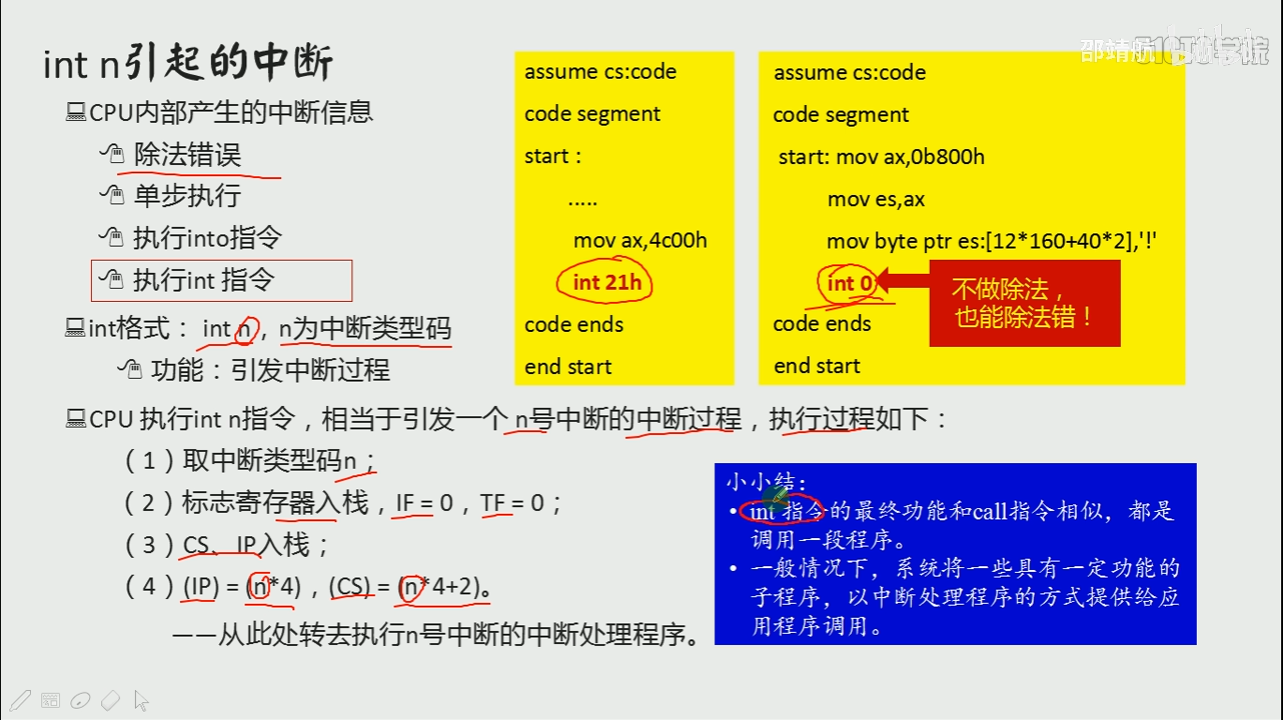 int n引起的中断
CPU内部产生的中断信息
除法错误
单步执行
执行into指令
执行int 指令
int格式： int n，n为中断类型码
功能：引发中断过程
CPU 执行int n指令，相当于引发一个 n号中断的中断过程，执行过程如下：
（1）取中断类型码n；
（2）标志寄存器入栈，IF = 0，TF = 0；
（3）CS、IP入栈；
（4）(IP) = (n*4)，(CS) = (n*4+2)。
——从此处转去执行n号中断的中断处理程序。
assume cs:code
code segment
start :
.....
mov ax,4c00h
int 21h
code ends
end start
assume cs:code
code segment
start: mov ax,0b800h
mov es,ax
mov byte ptr es:[12*160+40*2],'!'
int 0
code ends
end start
不做除法，
也能除法错！
小小结：
• int 指令的最终功能和call指令相似，都是
调用一段程序。
• 一般情况下，系统将一些具有一定功能的
子程序，以中断处理程序的方式提供给应
用程序调用。
邵靖航